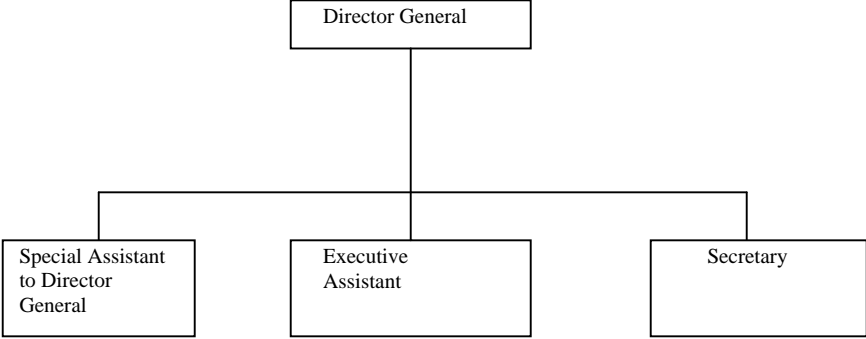 Director General
Special Assistant
to Director
General
Executive
Assistant
Secretary